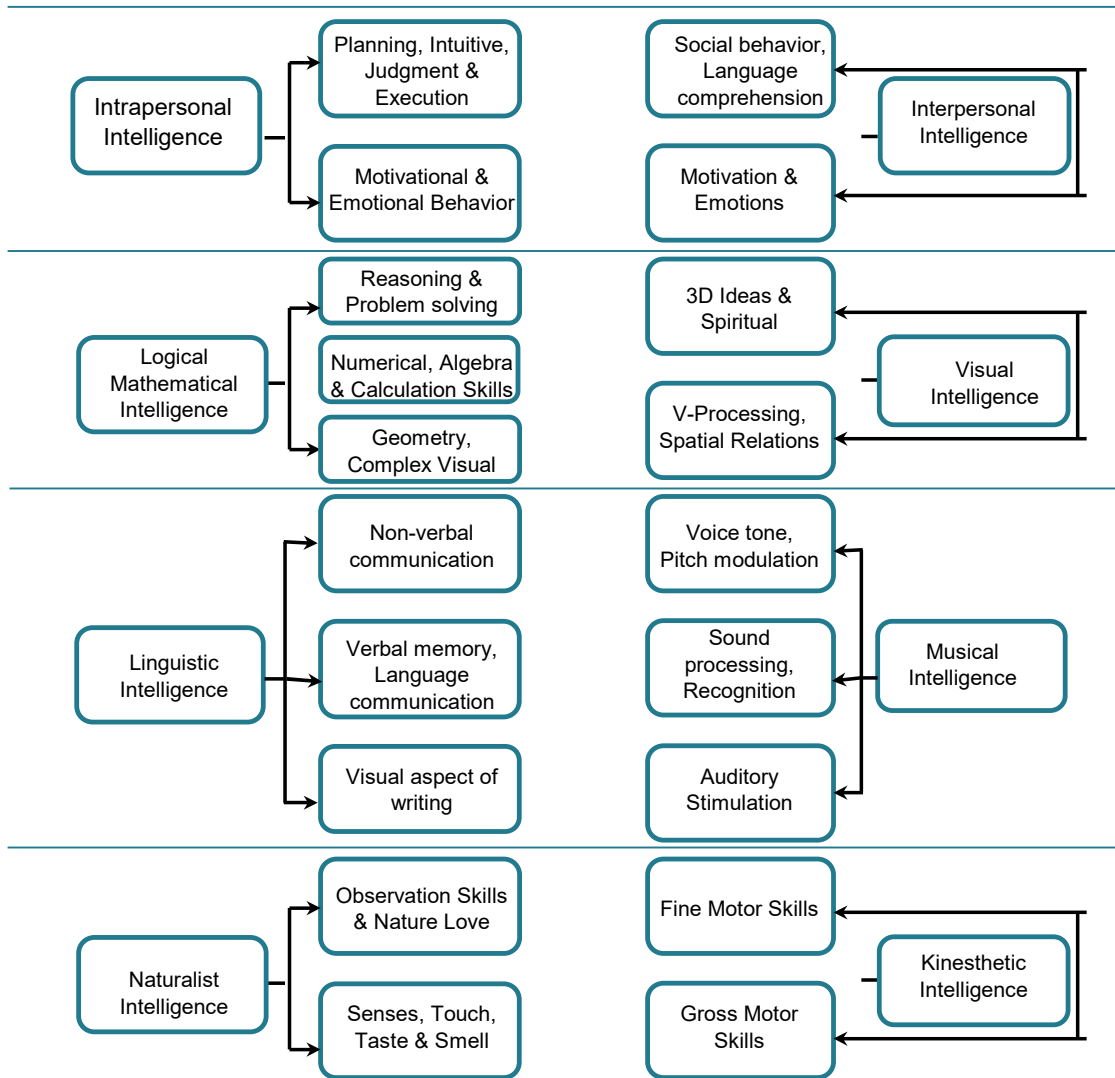 Intrapersonal
Intelligence
Planning, Intuitive,
Judgment &
Execution
Motivational &
Emotional Behavior
Social behavior,
Language
comprehension
Motivation &
Emotions
Interpersonal
Intelligence
Logical
Mathematical
Intelligence
Reasoning &
Problem solving
Numerical, Algebra
& Calculation Skills
Geometry,
Complex Visual
3D Ideas &
Spiritual
V-Processing,
Spatial Relations
Visual
Intelligence
Linguistic
Intelligence
Non-verbal
communication
Verbal memory,
Language
communication
Visual aspect of
writing
Voice tone,
Pitch modulation
Sound
processing,
Recognition
Auditory
Stimulation
Musical
Intelligence
Naturalist
Intelligence
Observation Skills
& Nature Love
Senses, Touch,
Taste & Smell
Fine Motor Skills
Gross Motor
Skills
Kinesthetic
Intelligence